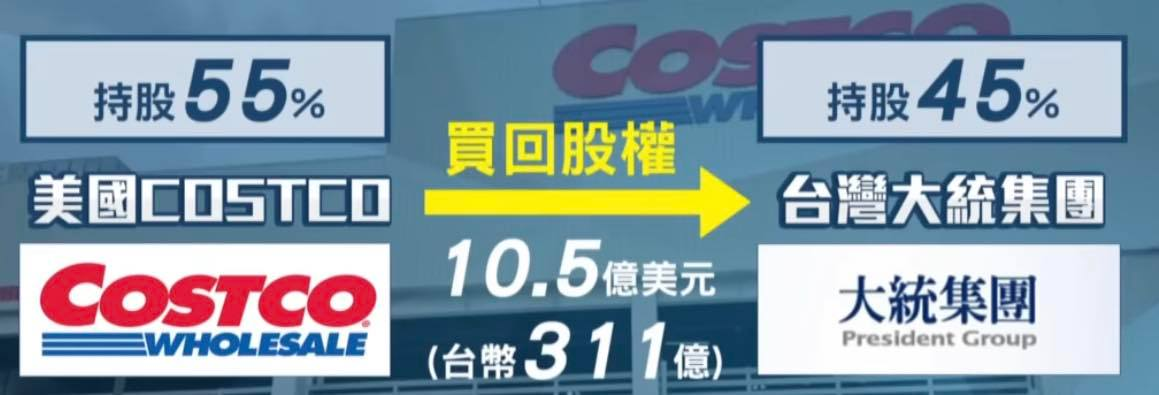 持股55%
美國COSTCO
COSTCO
WHOLESALE
買回股權
10.5億美元
(台幣311億)
COSTCO
WH
持股45%
台灣大統集團
大統集團
President Group